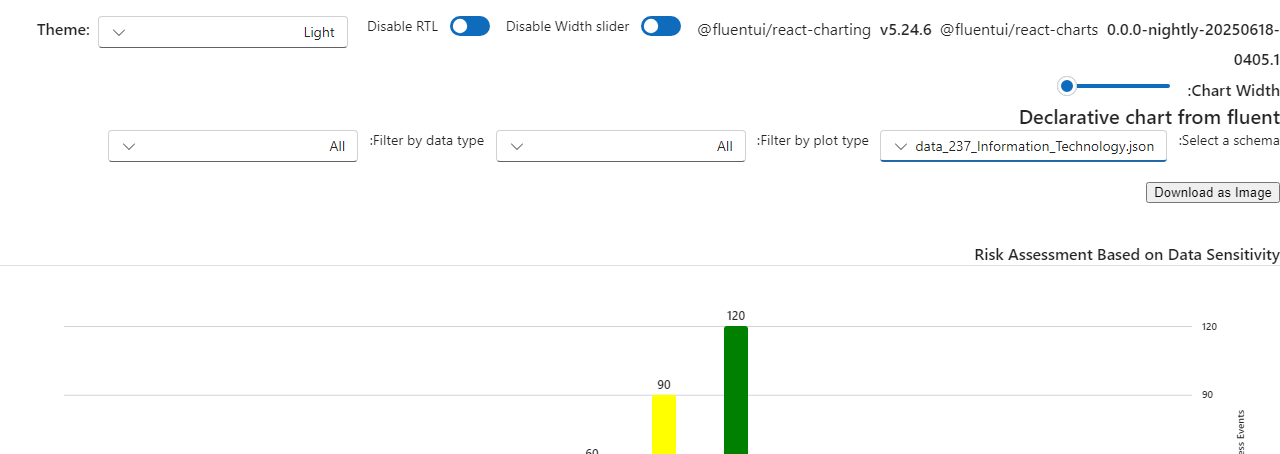 Theme: Light Disable RTL Disable Width slider @fluentui/react-charting v5.24.6 @fluentui/react-charts 0.0.0-nightly-20250618-
0405.1
:Chart Width
Declarative chart from fluent
:Select a schema data_237_Information_Technology.json :Filter by plot type All :Filter by data type All
Download as Image
Risk Assessment Based on Data Sensitivity
120
120
90
90
60
Events